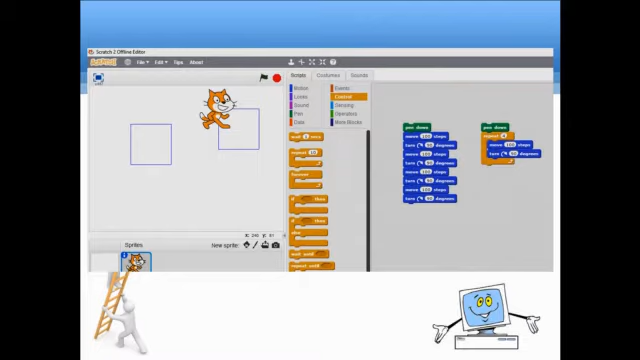 Scratch 2 Offline Editor
SCRATCH File Edit Tips About
Scripts Costumes Sounds
Motion Events
Looks Control
Sound Sensing
Pen Operators
Data More Blocks
wait 1 secs
repeat 10
forever
if then
if then
else
wait until
repeat until
pen down
move 100 steps
turn 90 degrees
move 100 steps
turn 90 degrees
move 100 steps
turn 90 degrees
move 100 steps
turn 90 degrees
pen down
repeat 4
move 100 steps
turn 90 degrees
Sprites New sprite: